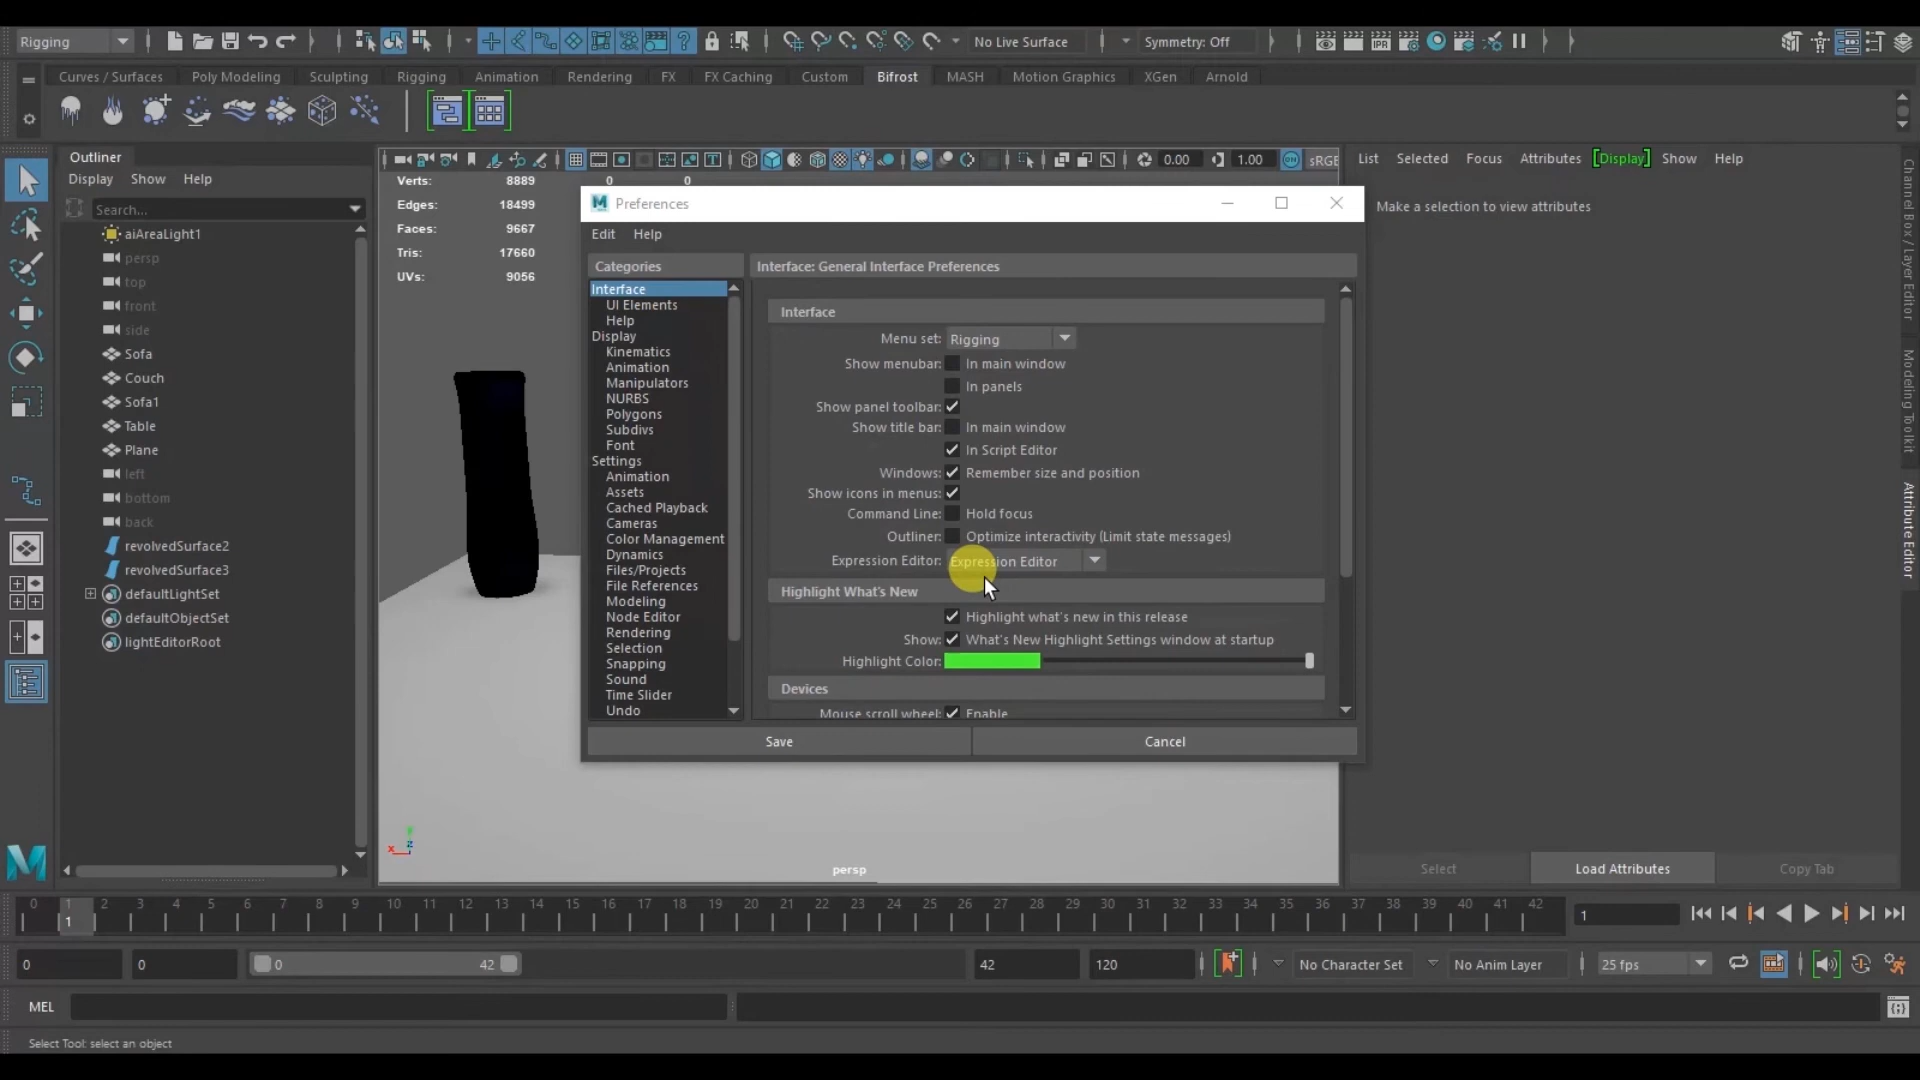 Rigging
No Live Surface
Symmetry: Off
Curves / Surfaces Poly Modeling Sculpting Rigging Animation Rendering FX FX Caching Custom Bifrost MASH Motion Graphics XGen Arnold
Outliner
Display Show Help
Search...
aiAreaLight1
persp
top
front
side
Sofa
Couch
Sofa1
Table
Plane
left
bottom
back
revolvedSurface2
revolvedSurface3
defaultLightSet
defaultObjectSet
lightEditorRoot
0.00 1.00 sRGB
Verts: 8889 0 0
Edges: 18499
Faces: 9667
Tris: 17660
UVs: 9056
Preferences
Edit Help
Categories
Interface
UI Elements
Help
Display
Kinematics
Animation
Manipulators
NURBS
Polygons
Subdivs
Font
Settings
Animation
Assets
Cached Playback
Cameras
Color Management
Dynamics
Files/Projects
File References
Modeling
Node Editor
Rendering
Selection
Snapping
Sound
Time Slider
Undo
Interface: General Interface Preferences
Interface
Menu set: Rigging
Show menubar: In main window
In panels
Show panel toolbar:
Show title bar: In main window
In Script Editor
Windows: Remember size and position
Show icons in menus:
Command Line: Hold focus
Outliner: Optimize interactivity (Limit state messages)
Expression Editor: Expression Editor
Highlight What's New
Highlight what's new in this release
Show: What's New Highlight Settings window at startup
Highlight Color:
Devices
Mouse scroll wheel: Enable
Save Cancel
x z
persp
List Selected Focus Attributes [Display] Show Help
Make a selection to view attributes
Channel Box / Layer Editor
Modeling Toolkit
Attribute Editor
Select Load Attributes Copy Tab
0 1 2 3 4 5 6 7 8 9 10 11 12 13 14 15 16 17 18 19 20 21 22 23 24 25 26 27 28 29 30 31 32 33 34 35 36 37 38 39 40 41 42
1
1
0 0 0 42 42 120 No Character Set No Anim Layer 25 fps
MEL
Select Tool: select an object